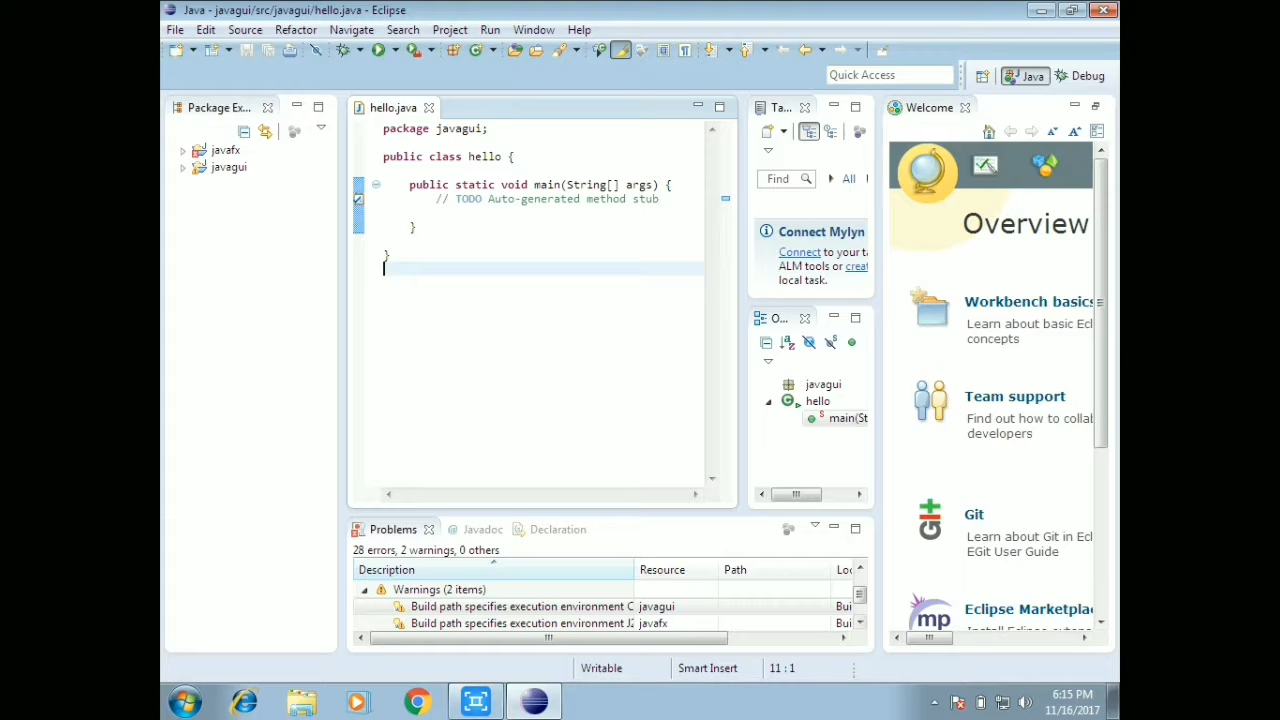 Java - javagui/src/javagui/hello.java - Eclipse
File Edit Source Refactor Navigate Search Project Run Window Help
Quick Access
Java
Debug
Package Ex...
javafx
javagui
hello.java
package javagui;
public class hello {
public static void main(String[] args) {
// TODO Auto-generated method stub
}
}
Ta...
Find
All
Connect Mylyn
Connect to your ta
ALM tools or creat
local task.
O...
javagui
hello
main(St
Welcome
Overview
Workbench basics
Learn about basic Ecl
concepts
Team support
Find out how to collab
developers
Git
Learn about Git in Ecl
EGit User Guide
Eclipse Marketplac
Problems Javadoc Declaration
28 errors, 2 warnings, 0 others
Description Resource Path Loc
Warnings (2 items)
Build path specifies execution environment C javagui Bui
Build path specifies execution environment J javafx Bui
Writable Smart Insert 11 : 1
6:15 PM
11/16/2017